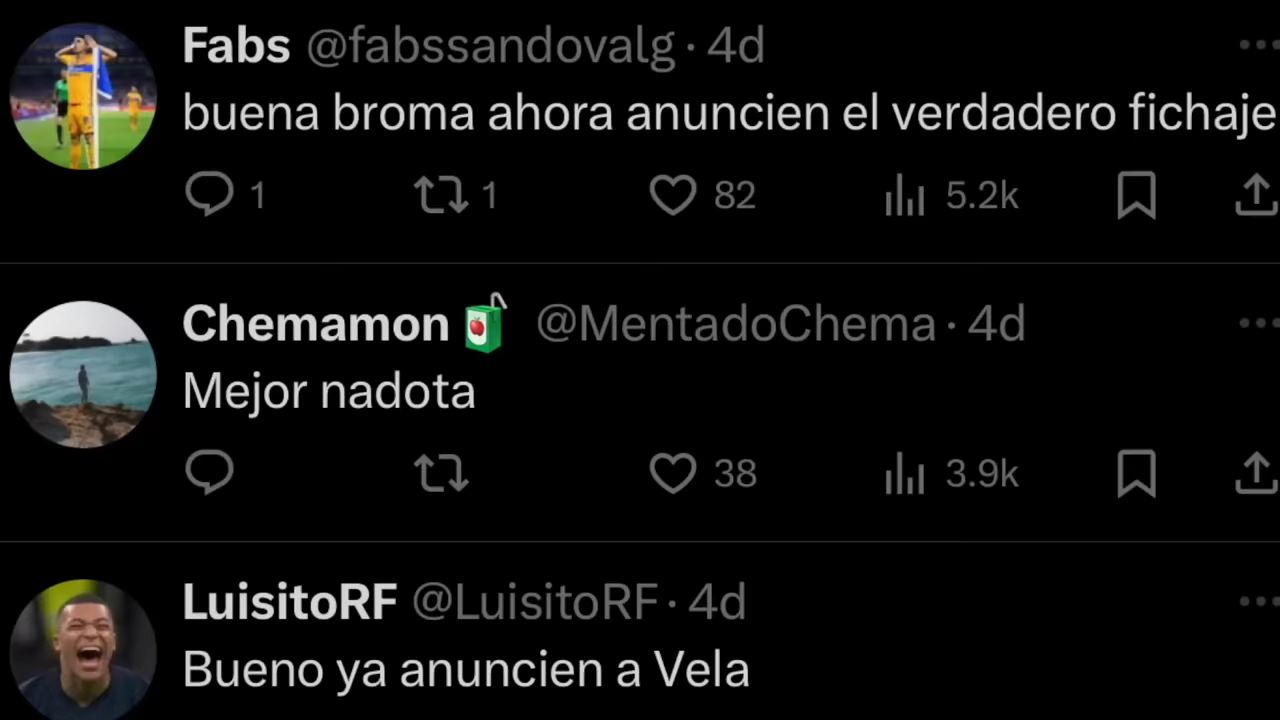 Fabs @fabssandovalg · 4d
buena broma ahora anuncien el verdadero fichaje
1 1 82 5.2k
Chemamon @MentadoChema · 4d
Mejor nadota
38 3.9k
LuisitoRF @LuisitoRF · 4d
Bueno ya anuncien a Vela